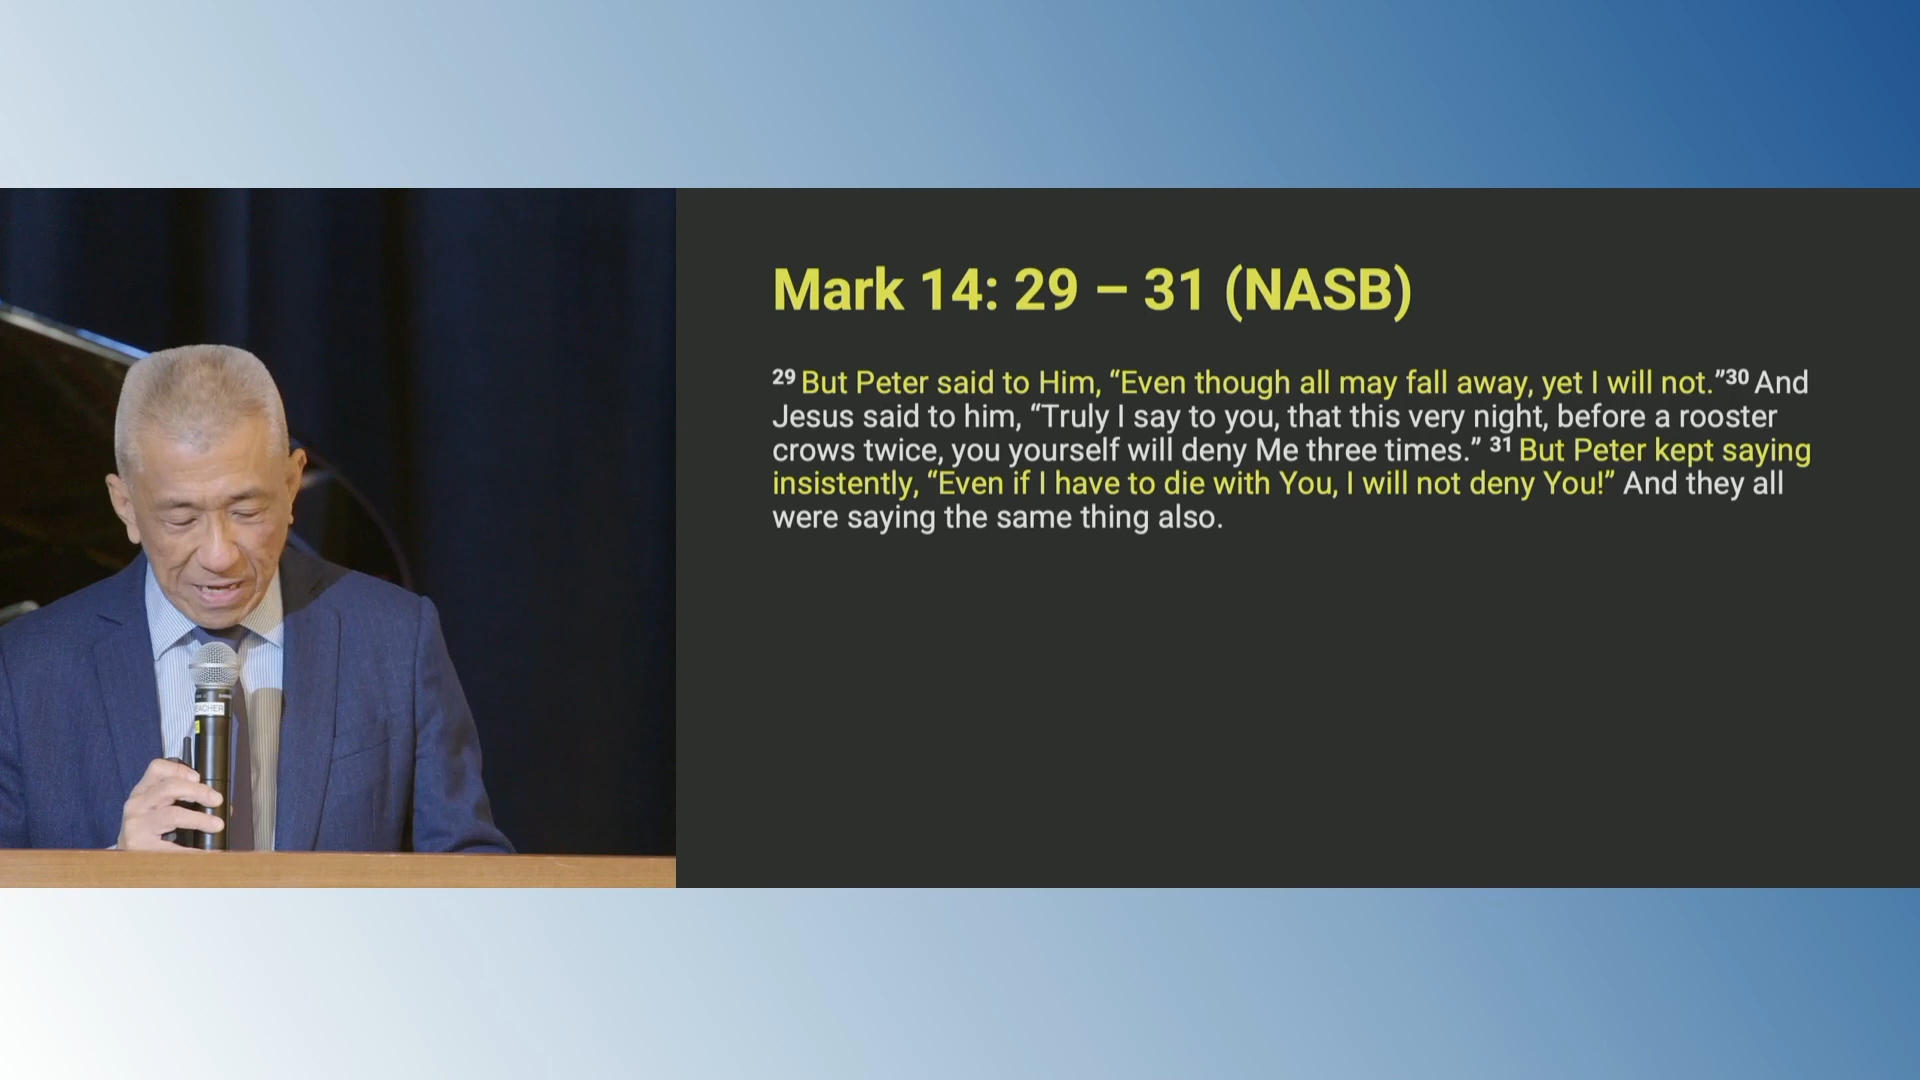 Mark 14: 29 – 31 (NASB)
29 But Peter said to Him, “Even though all may fall away, yet I will not.”30 And
Jesus said to him, “Truly I say to you, that this very night, before a rooster
crows twice, you yourself will deny Me three times.” 31 But Peter kept saying
insistently, “Even if I have to die with You, I will not deny You!” And they all
were saying the same thing also.